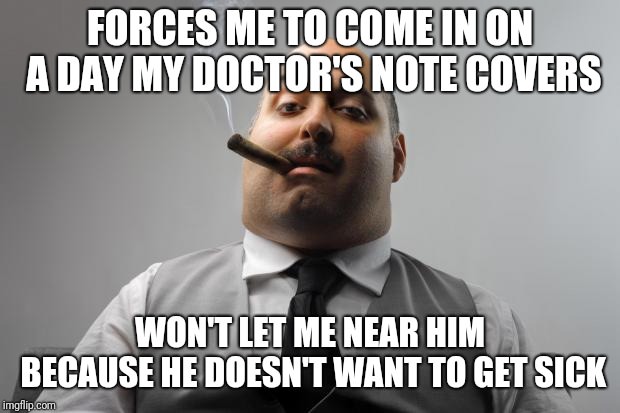 FORCES ME TO COME IN ON
A DAY MY DOCTOR'S NOTE COVERS
WON'T LET ME NEAR HIM
BECAUSE HE DOESN'T WANT TO GET SICK
imgflip.com